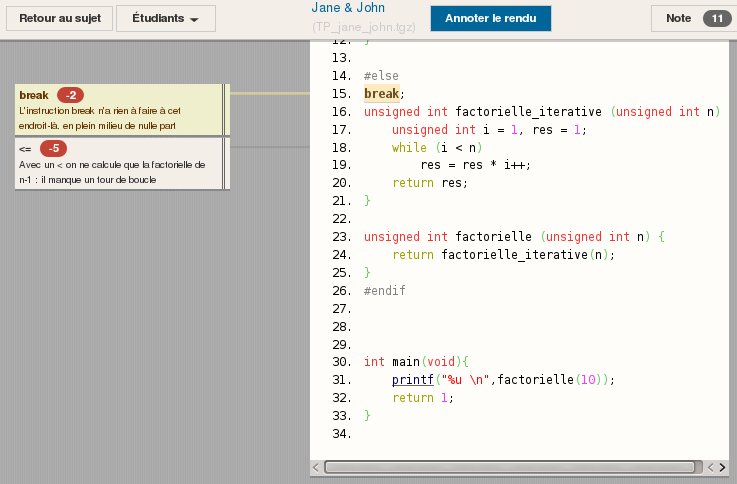 Retour au sujet Étudiants Jane & John Annoter le rendu Note 11
(TP_jane_john.tgz)
break -2
L'instruction break n'a rien à faire à cet
endroit-là, en plein milieu de nulle part
<= -5
Avec un < on ne calcule que la factorielle de
n-1 : il manque un tour de boucle
12. }
13.
14. #else
15. break;
16. unsigned int factorielle_iterative (unsigned int n)
17. unsigned int i = 1, res = 1;
18. while (i < n)
19. res = res * i++;
20. return res;
21. }
22.
23. unsigned int factorielle (unsigned int n) {
24. return factorielle_iterative(n);
25. }
26. #endif
27.
28.
29.
30. int main(void){
31. printf("%u \n",factorielle(10));
32. return 1;
33. }
34.